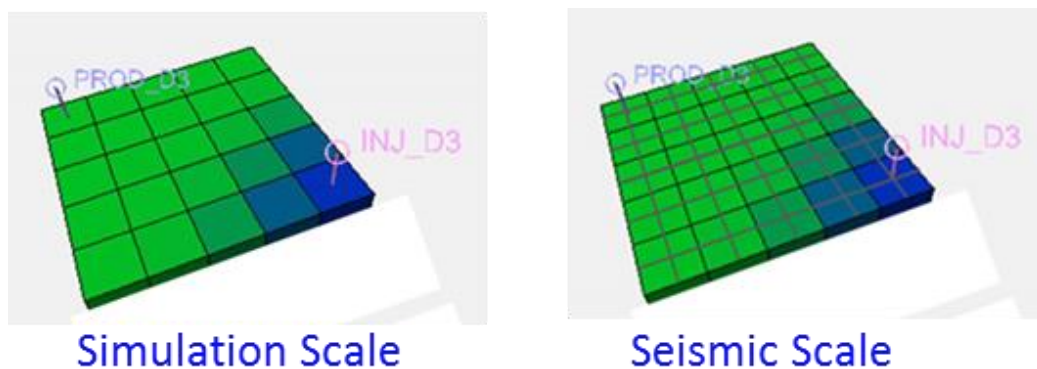 PROD_D3
INJ_D3
PROD_D3
INJ_D3
Simulation Scale
Seismic Scale